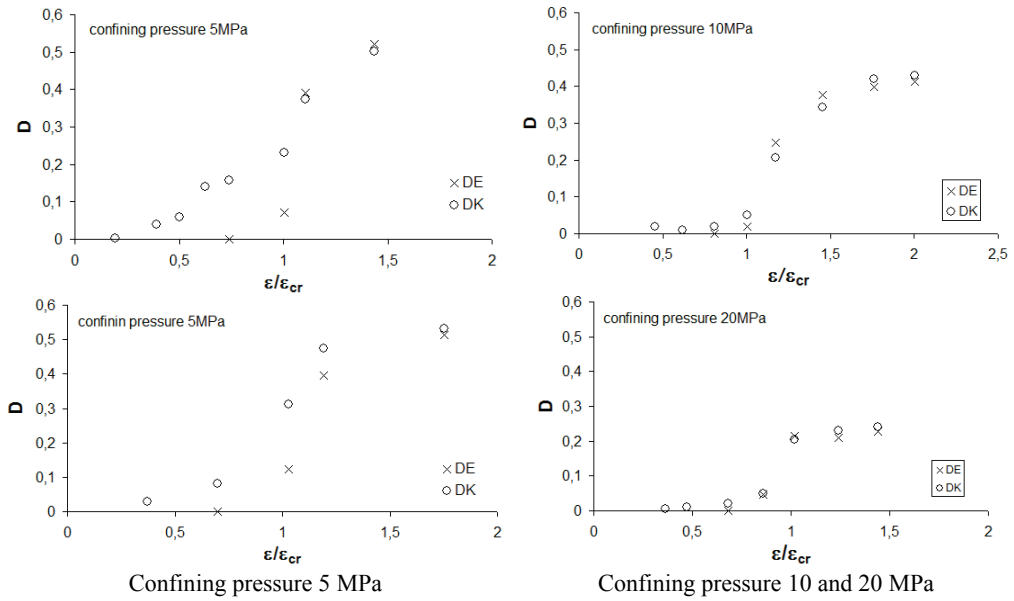 confining pressure 5MPa
0,6
0,5
0,4
0,3
0,2
0,1
0
D
DE
DK
0
0,5
1
1,5
2
ε/εcr
confining pressure 10MPa
0,6
0,5
0,4
0,3
0,2
0,1
0
D
DE
DK
0
0,5
1
1,5
2
2,5
ε/εcr
confinin pressure 5MPa
0,6
0,5
0,4
0,3
0,2
0,1
0
D
DE
DK
0
0,5
1
1,5
2
ε/εcr
confining pressure 20MPa
0,6
0,5
0,4
0,3
0,2
0,1
0
D
DE
DK
0
0,5
1
1,5
2
ε/εcr
Confining pressure 5 MPa
Confining pressure 10 and 20 MPa